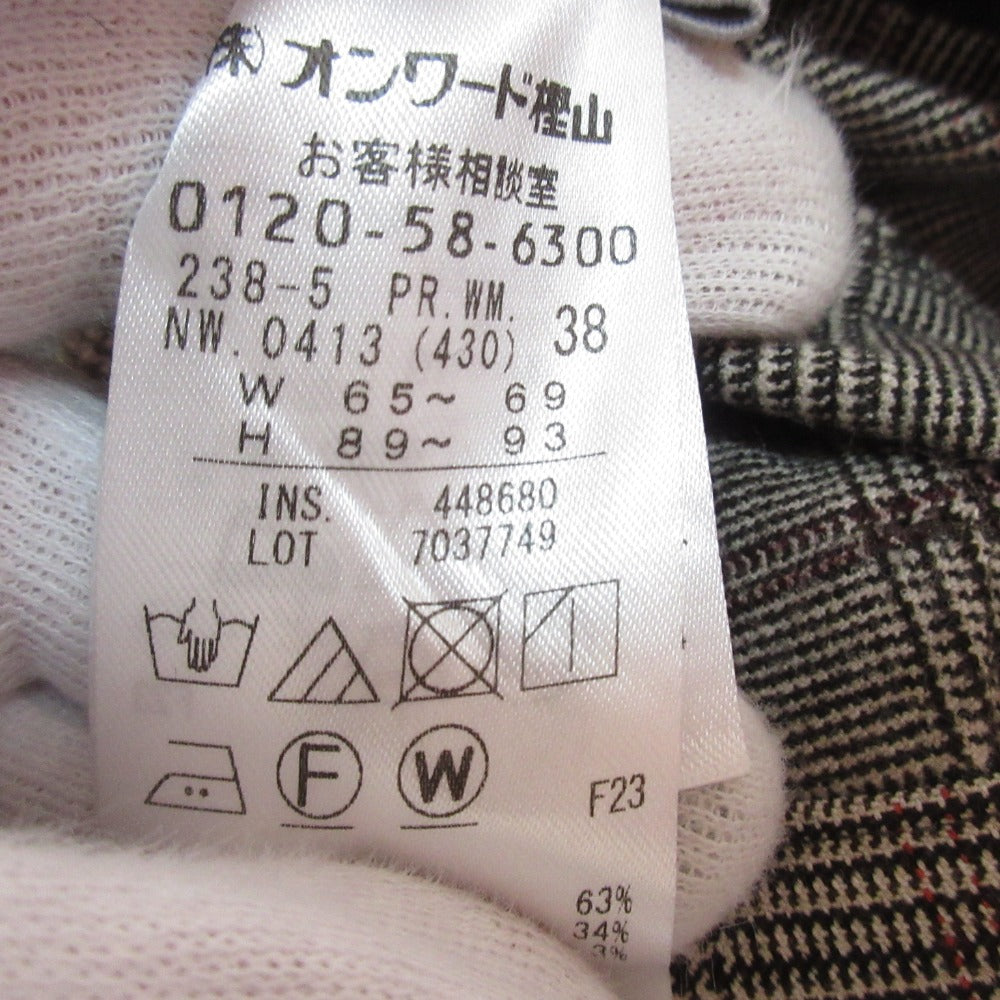 ㈱ オンワード樫山
お客様相談室
0120-58-6300
238-5 PR.WM.
NW. 0413 (430) 38
W 65~ 69
H 89~ 93
INS. 448680
LOT 7037749
F W
F23
63%
34%
3%